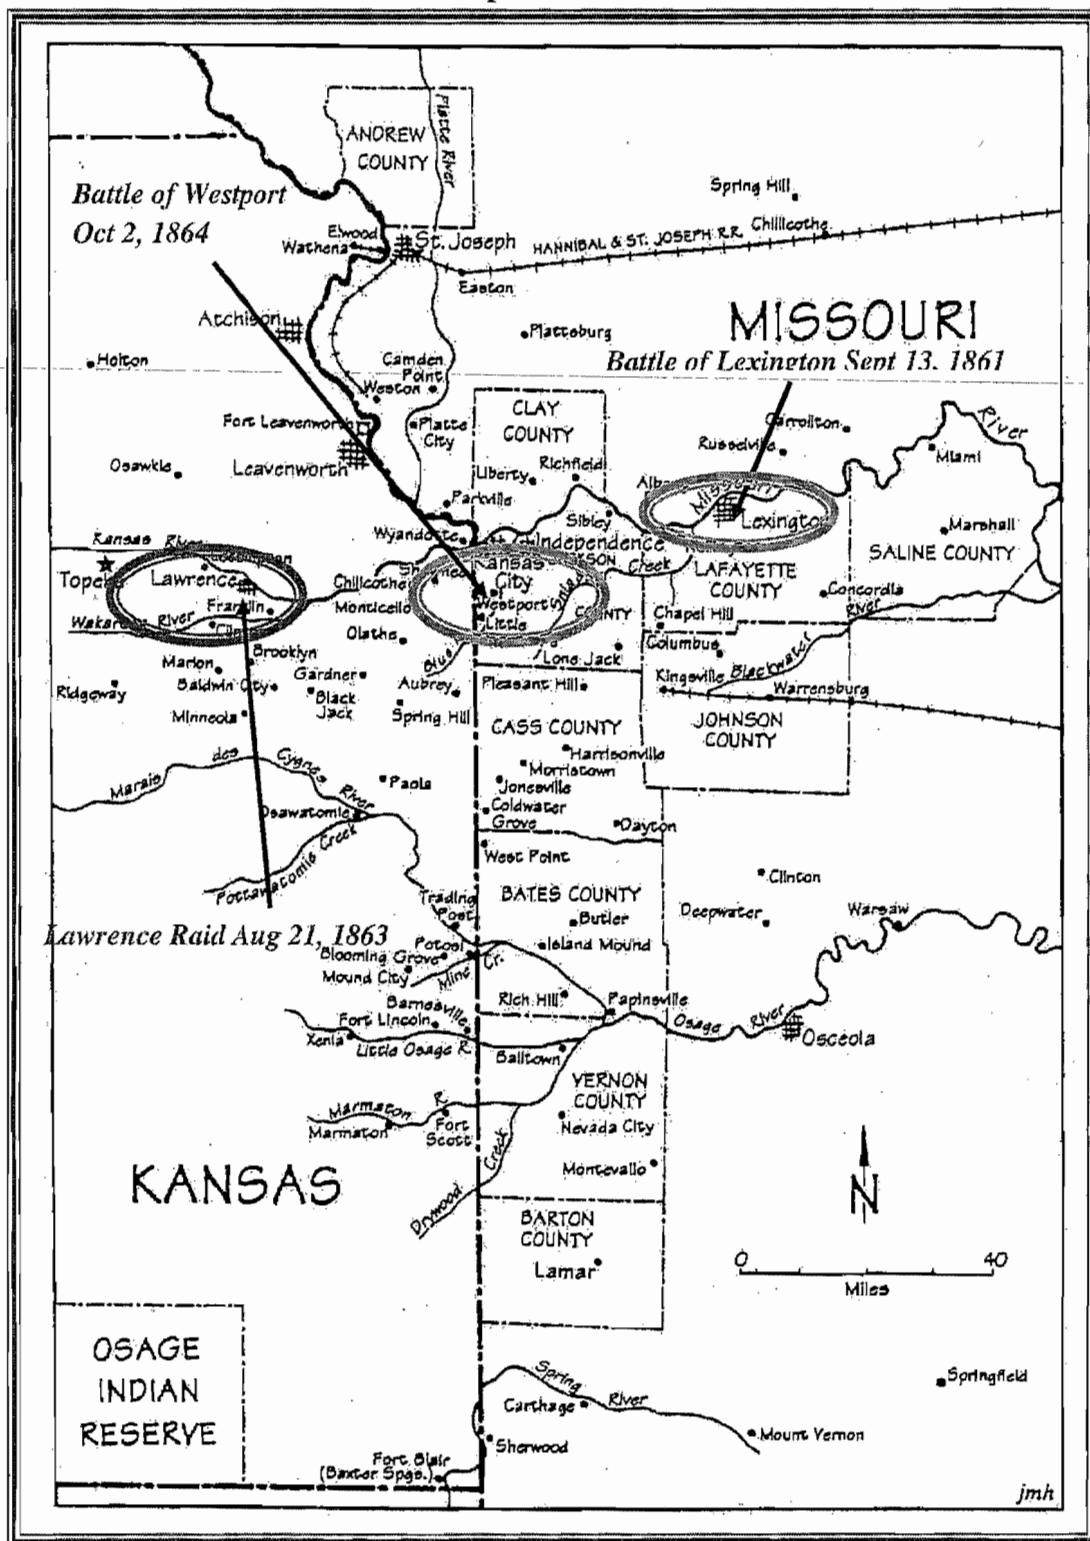 ANDREW
COUNTY
Platte River
Battle of Westport
Oct 2, 1864
Spring Hill
Chillicothe
Elwood
Wathena
St. Joseph
HANNIBAL & ST. JOSEPH R.R.
Easton
Atchison
MISSOURI
Plattsburg
Battle of Lexington Sept 13, 1861
Holton
Camden
Point
Weston
CLAY
COUNTY
Fort Leavenworth
Platte
City
Carrollton
River
Russelville
Miami
Leavenworth
Osawkie
Liberty
Richfield
Missouri
Parkville
Sibley
Lexington
Marshall
Wyandotte
Independence
SALINE COUNTY
Kansas River
Topeka
Lawrence
Chillicothe
Kansas
City
Creek
LAFAYETTE
COUNTY
Concordia
Franklin
Monticello
Westport
COUNTY
Chapel Hill
River
Wakarusa River
Little
Olathe
Columbus
Blackwater
Brooklyn
Blue
Lone Jack
Marion
Gardner
Kingsville
Ridgeway
Baldwin City
Black
Jack
Aubrey
Pleasant Hill
Warrensburg
Minneola
Spring Hill
CASS COUNTY
JOHNSON
COUNTY
Harrisonville
Morristown
Marais des Cygnes River
Paola
Jonesville
Coldwater
Grove
Osawatomie
Dayton
Pottawatomie Creek
West Point
Clinton
BATES COUNTY
Trading
Post
Butler
Deepwater
Warsaw
Lawrence Raid Aug 21, 1863
Potosi
Island Mound
Blooming Grove
Mound City
Mine Cr.
Rich Hill
Papinsville
Barnesville
Fort Lincoln
Osage River
Osceola
Xenia
Little Osage R.
Balltown
VERNON
COUNTY
Marmaton R.
Marmaton
Fort
Scott
Nevada City
Montevallo
Drywood Creek
KANSAS
N
BARTON
COUNTY
Lamar
0 40
Miles
OSAGE
INDIAN
RESERVE
Spring River
Carthage
Springfield
Sherwood
Mount Vernon
Fort Blair
(Baxter Spgs.)
jmh